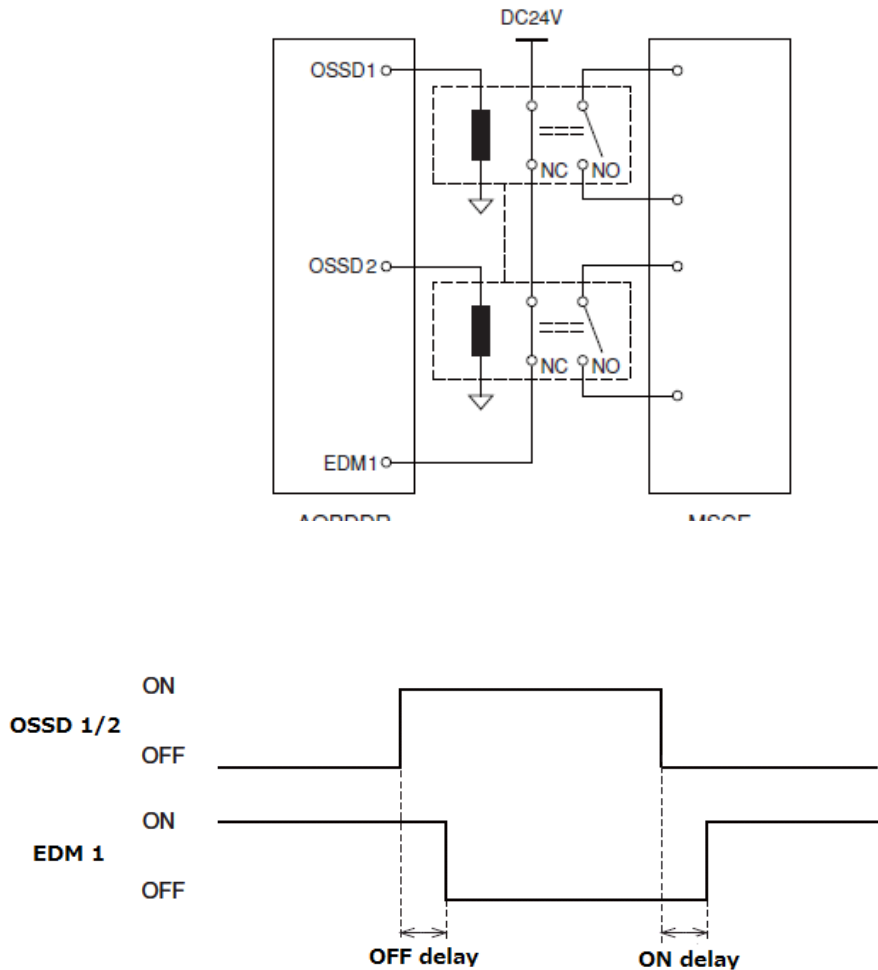 DC24V
OSSD1
NC NO
OSSD2
NC NO
EDM1
ON
OSSD 1/2
OFF
ON
EDM 1
OFF
OFF delay
ON delay